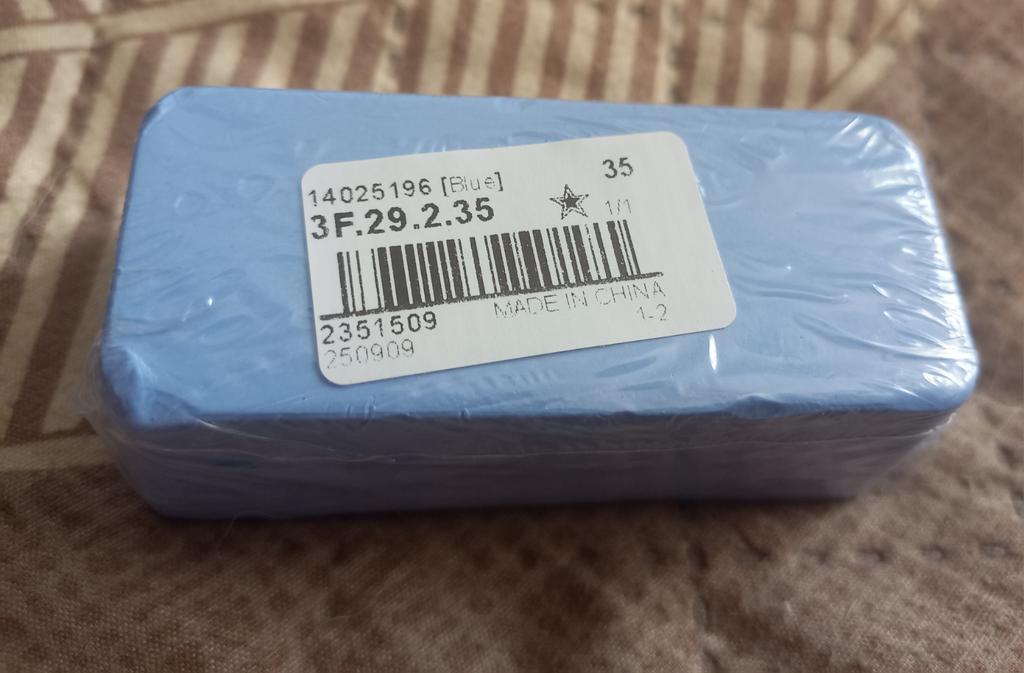 35
14025196 [Blue]
3F.29.2.35
1/1
MADE IN CHINA
2351509
1-2
250909